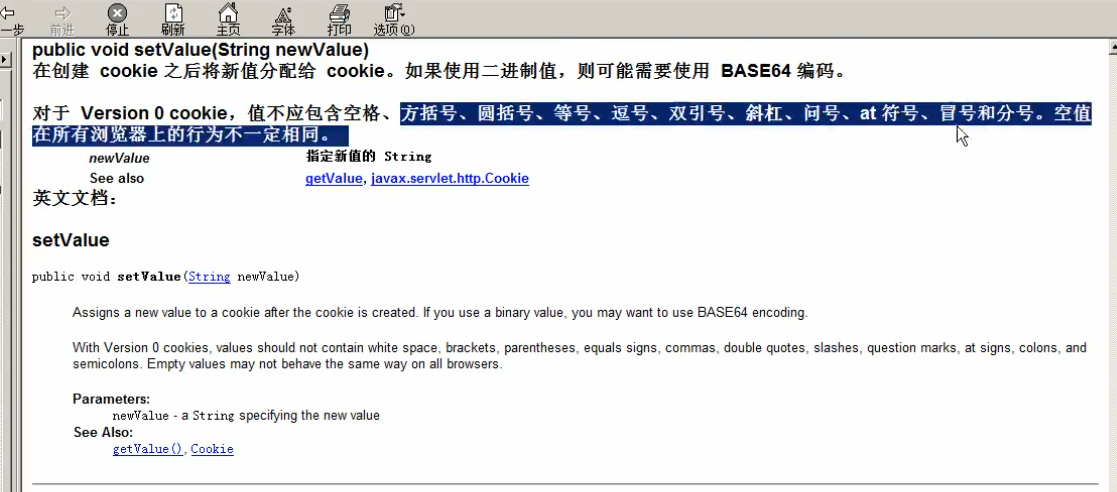 一步 前进 停止 刷新 主页 字体 打印 选项(O)
public void setValue(String newValue)
在创建 cookie 之后将新值分配给 cookie。如果使用二进制值，则可能需要使用 BASE64 编码。
对于 Version 0 cookie，值不应包含空格、方括号、圆括号、等号、逗号、双引号、斜杠、问号、at 符号、冒号和分号。空值
在所有浏览器上的行为不一定相同。
newValue 指定新值的 String
See also getValue, javax.servlet.http.Cookie
英文文档：
setValue
public void setValue(String newValue)
Assigns a new value to a cookie after the cookie is created. If you use a binary value, you may want to use BASE64 encoding.
With Version 0 cookies, values should not contain white space, brackets, parentheses, equals signs, commas, double quotes, slashes, question marks, at signs, colons, and
semicolons. Empty values may not behave the same way on all browsers.
Parameters:
newValue - a String specifying the new value
See Also:
getValue(), Cookie